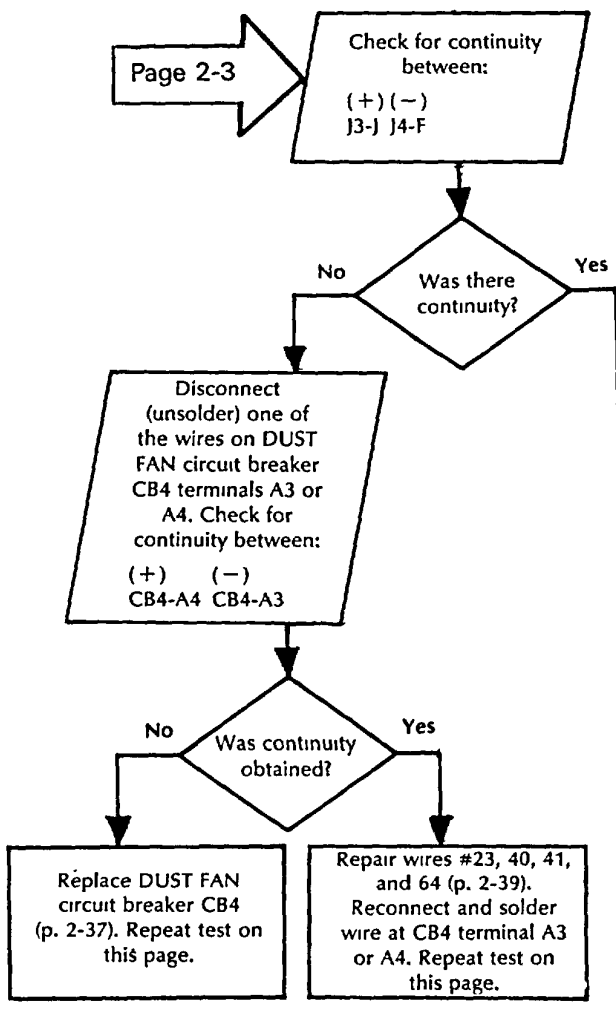 Page 2-3
Check for continuity
between:
(+) (−)
J3-J J4-F
Was there
continuity?
No
Yes
Disconnect
(unsolder) one of
the wires on DUST
FAN circuit breaker
CB4 terminals A3 or
A4. Check for
continuity between:
(+) (−)
CB4-A4 CB4-A3
Was continuity
obtained?
No
Yes
Replace DUST FAN
circuit breaker CB4
(p. 2-37). Repeat test on
this page.
Repair wires #23, 40, 41,
and 64 (p. 2-39).
Reconnect and solder
wire at CB4 terminal A3
or A4. Repeat test on
this page.